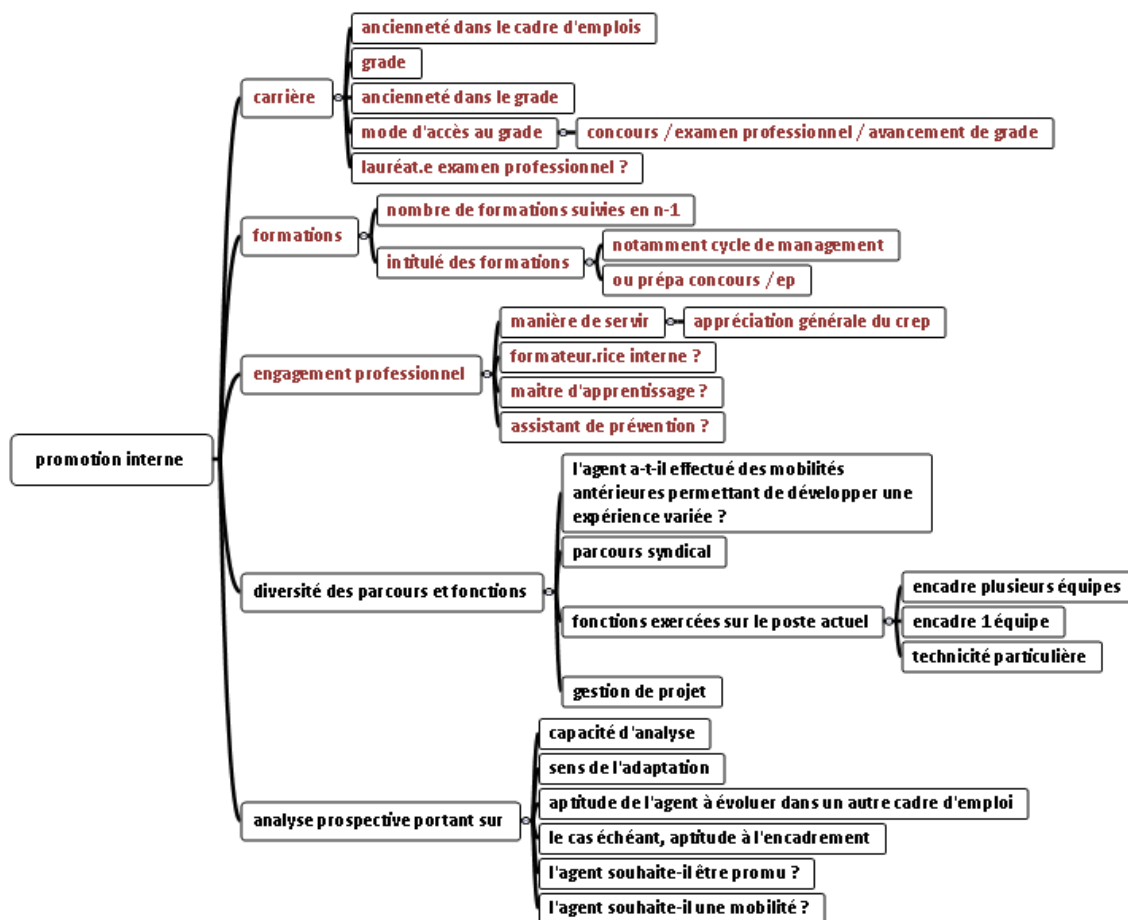 promotion interne
carrière
ancienneté dans le cadre d'emplois
grade
ancienneté dans le grade
mode d'accès au grade
concours / examen professionnel / avancement de grade
lauréat.e examen professionnel ?
formations
nombre de formations suivies en n-1
intitulé des formations
notamment cycle de management
ou prépa concours / ep
engagement professionnel
manière de servir
appréciation générale du crep
formateur.rice interne ?
maitre d'apprentissage ?
assistant de prévention ?
diversité des parcours et fonctions
l'agent a-t-il effectué des mobilités
antérieures permettant de développer une
expérience variée ?
parcours syndical
fonctions exercées sur le poste actuel
encadre plusieurs équipes
encadre 1 équipe
technicité particulière
gestion de projet
analyse prospective portant sur
capacité d'analyse
sens de l'adaptation
aptitude de l'agent à évoluer dans un autre cadre d'emploi
le cas échéant, aptitude à l'encadrement
l'agent souhaite-il être promu ?
l'agent souhaite-il une mobilité ?